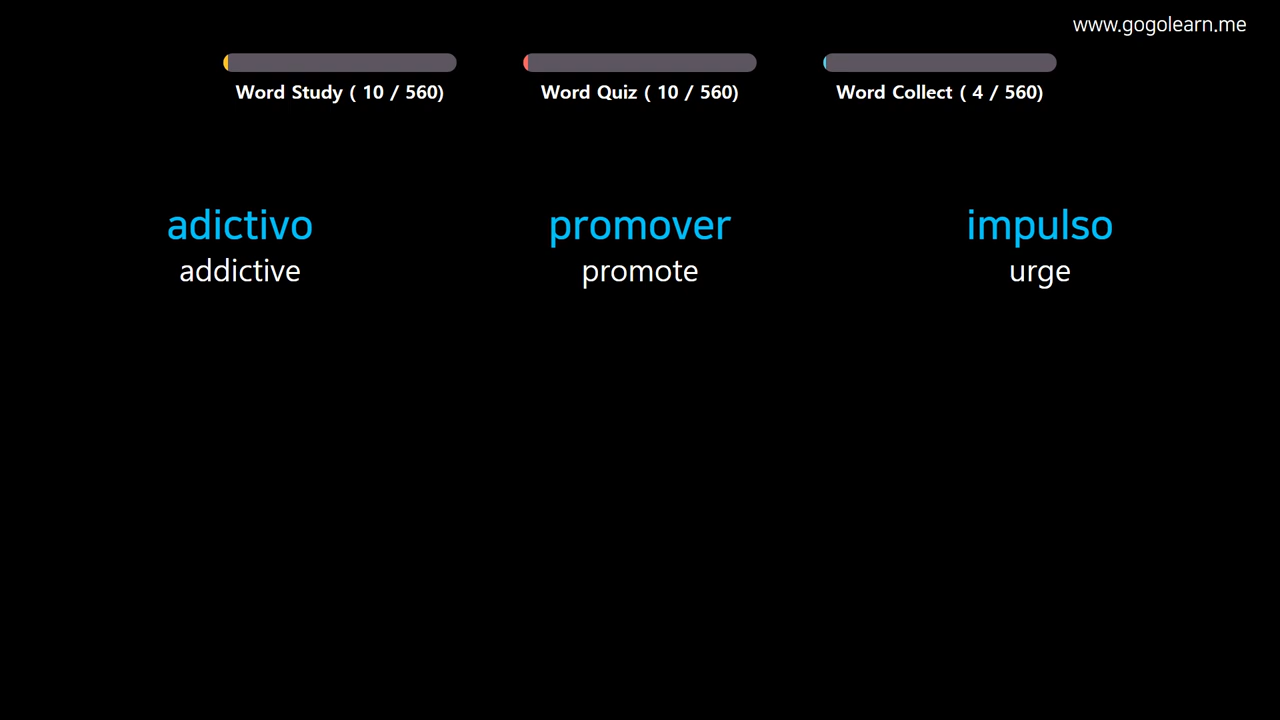 www.gogolearn.me
Word Study ( 10 / 560)
Word Quiz ( 10 / 560)
Word Collect ( 4 / 560)
adictivo
addictive
promover
promote
impulso
urge